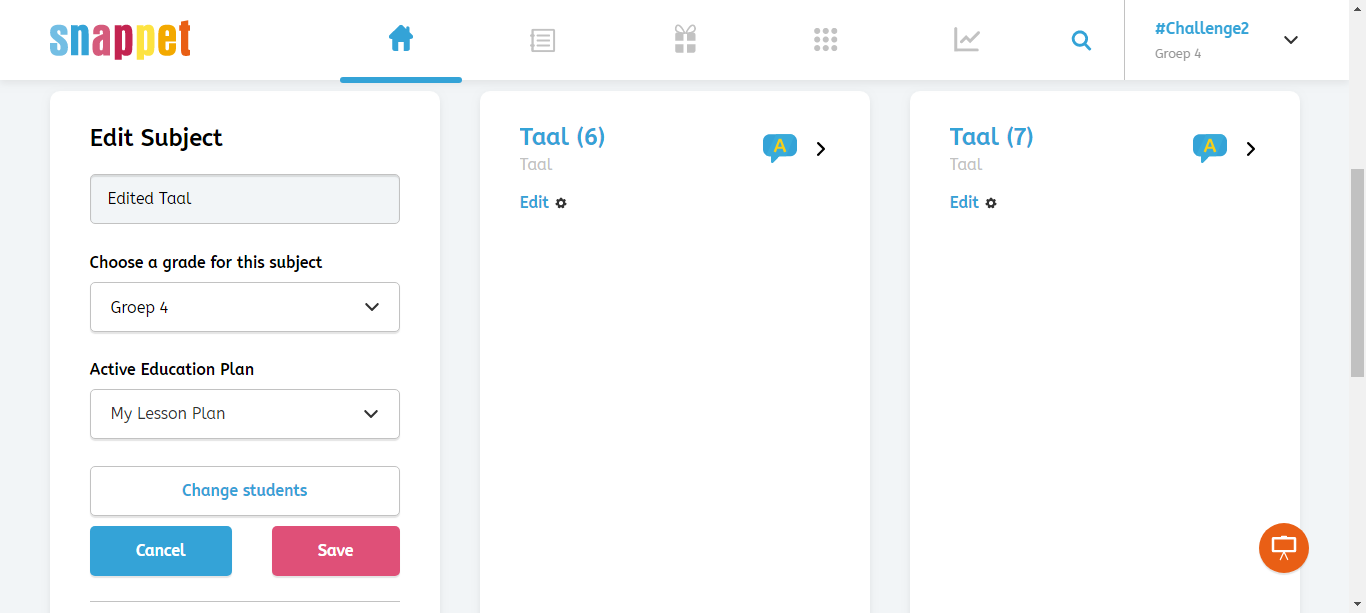 snappet
#Challenge2
Groep 4
Edit Subject
Edited Taal
Choose a grade for this subject
Groep 4
Active Education Plan
My Lesson Plan
Change students
Cancel
Save
Taal (6)
Taal
A
Edit
Taal (7)
Taal
A
Edit